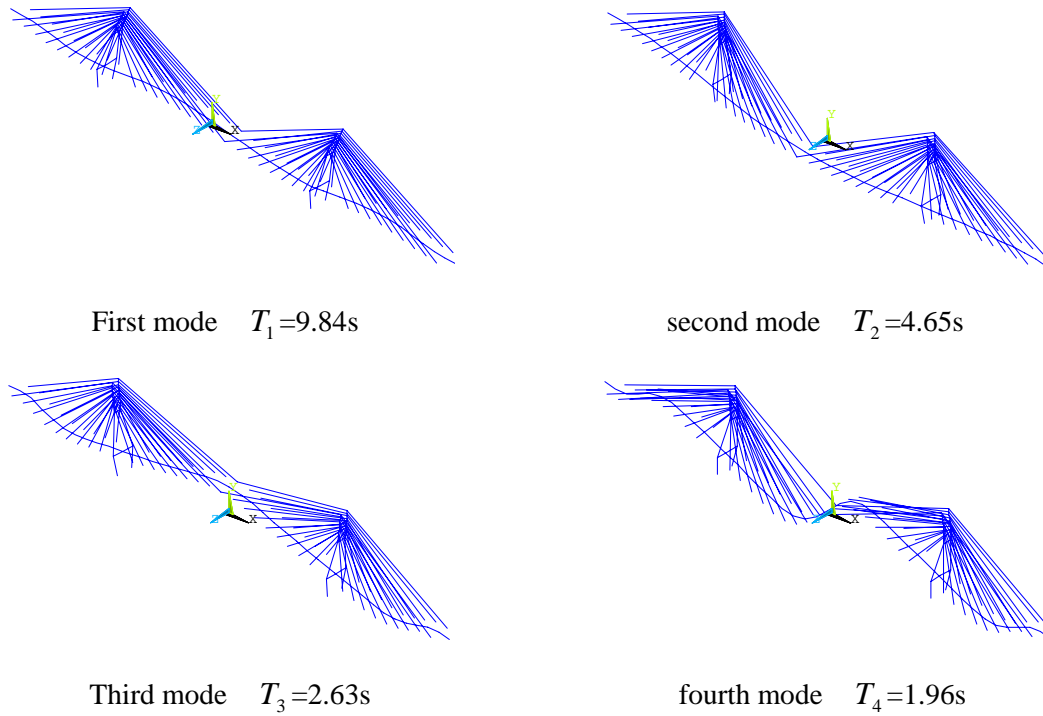 Y
Z X
Y
Z X
First mode T₁=9.84s
second mode T₂=4.65s
Y
Z X
Y
Z X
Third mode T₃=2.63s
fourth mode T₄=1.96s